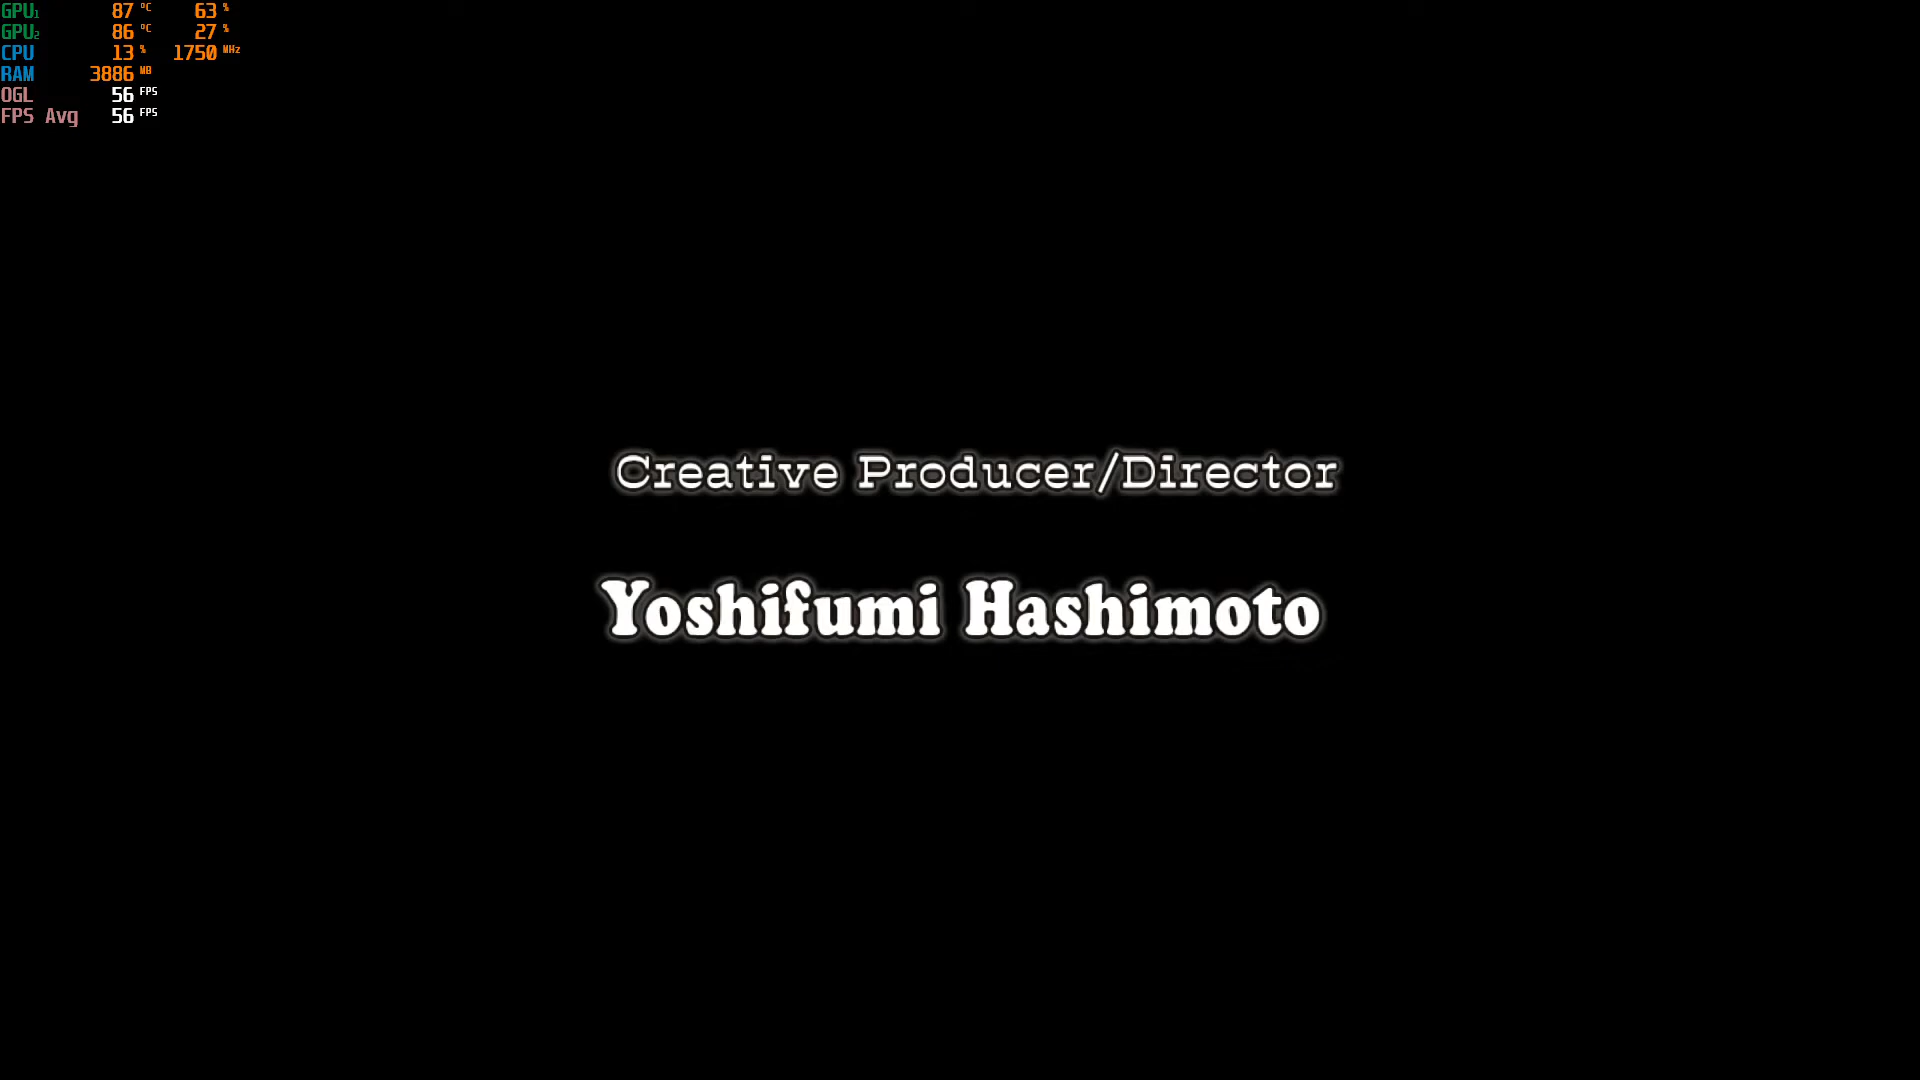 GPU1 87 °C 63 %
GPU2 86 °C 27 %
CPU 13 % 1750 MHz
RAM 3886 MB
OGL 56 FPS
FPS Avg 56 FPS
Creative Producer/Director
Yoshifumi Hashimoto